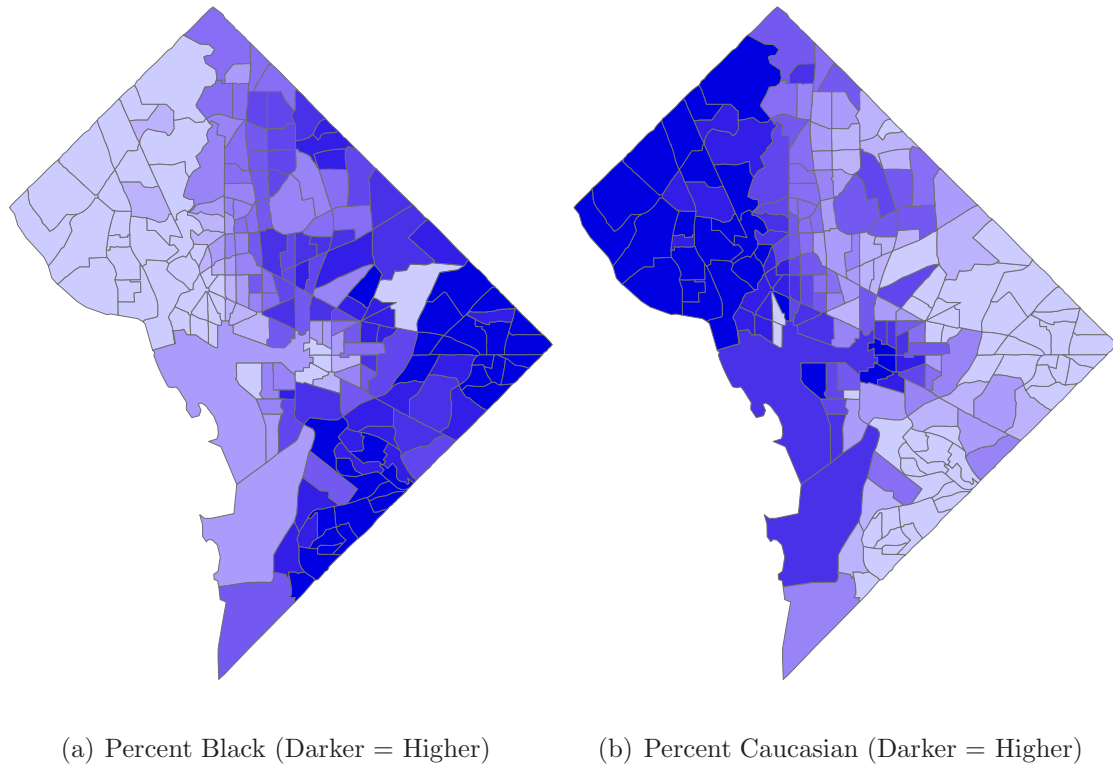 (a) Percent Black (Darker = Higher)
(b) Percent Caucasian (Darker = Higher)